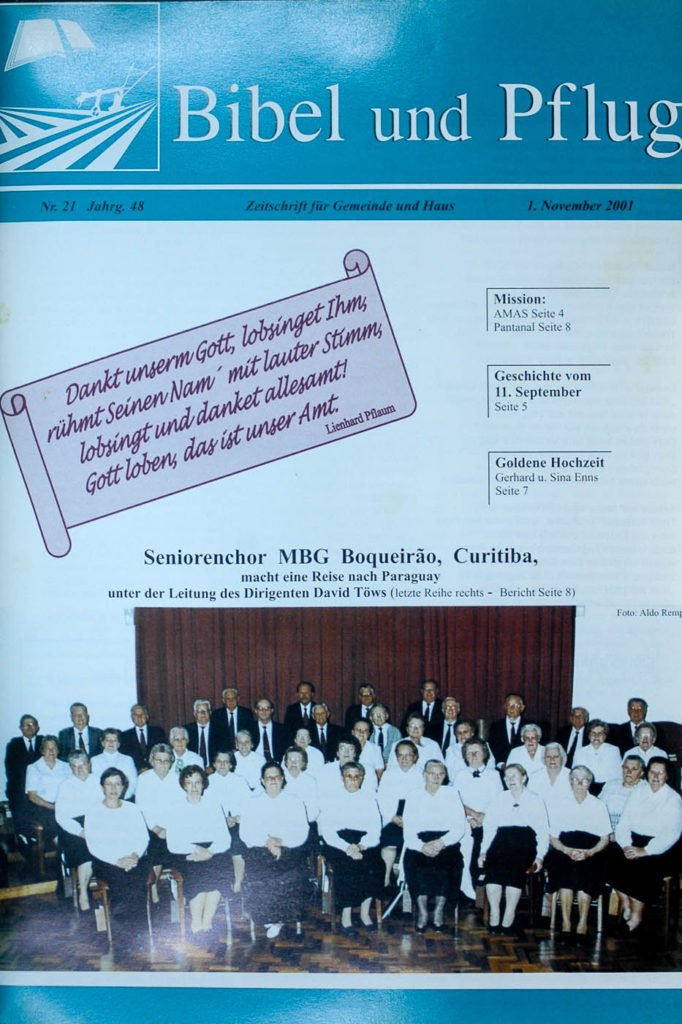 Bibel und Pflug
Nr. 21 Jahrg. 48 Zeitschrift für Gemeinde und Haus 1. November 2001
Dankt unserm Gott, lobsinget Ihm,
rühmt Seinen Nam´ mit lauter Stimm,
lobsingt und danket allesamt!
Gott loben, das ist unser Amt.
Lienhard Pflaum
Mission:
AMAS Seite 4
Pantanal Seite 8
Geschichte vom
11. September
Seite 5
Goldene Hochzeit
Gerhard u. Sina Enns
Seite 7
Seniorenchor MBG Boqueirão, Curitiba,
macht eine Reise nach Paraguay
unter der Leitung des Dirigenten David Töws (letzte Reihe rechts - Bericht Seite 8)
Foto: Aldo Remp